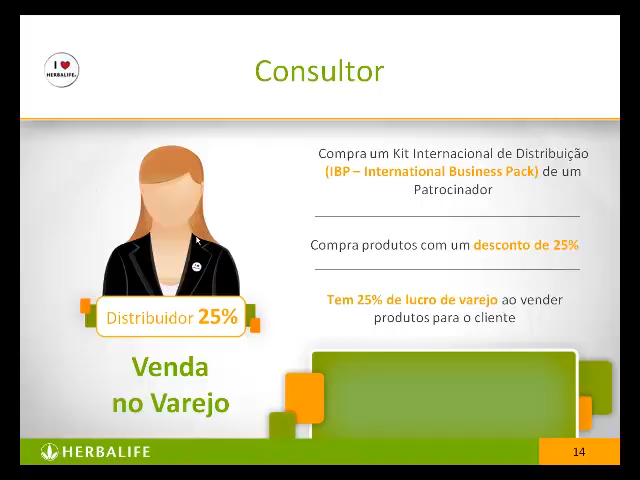 I ❤
HERBALIFE.
Consultor
Compra um Kit Internacional de Distribuição
(IBP – International Business Pack) de um
Patrocinador
Compra produtos com um desconto de 25%
Tem 25% de lucro de varejo ao vender
produtos para o cliente
Distribuidor 25%
Venda
no Varejo
HERBALIFE
14